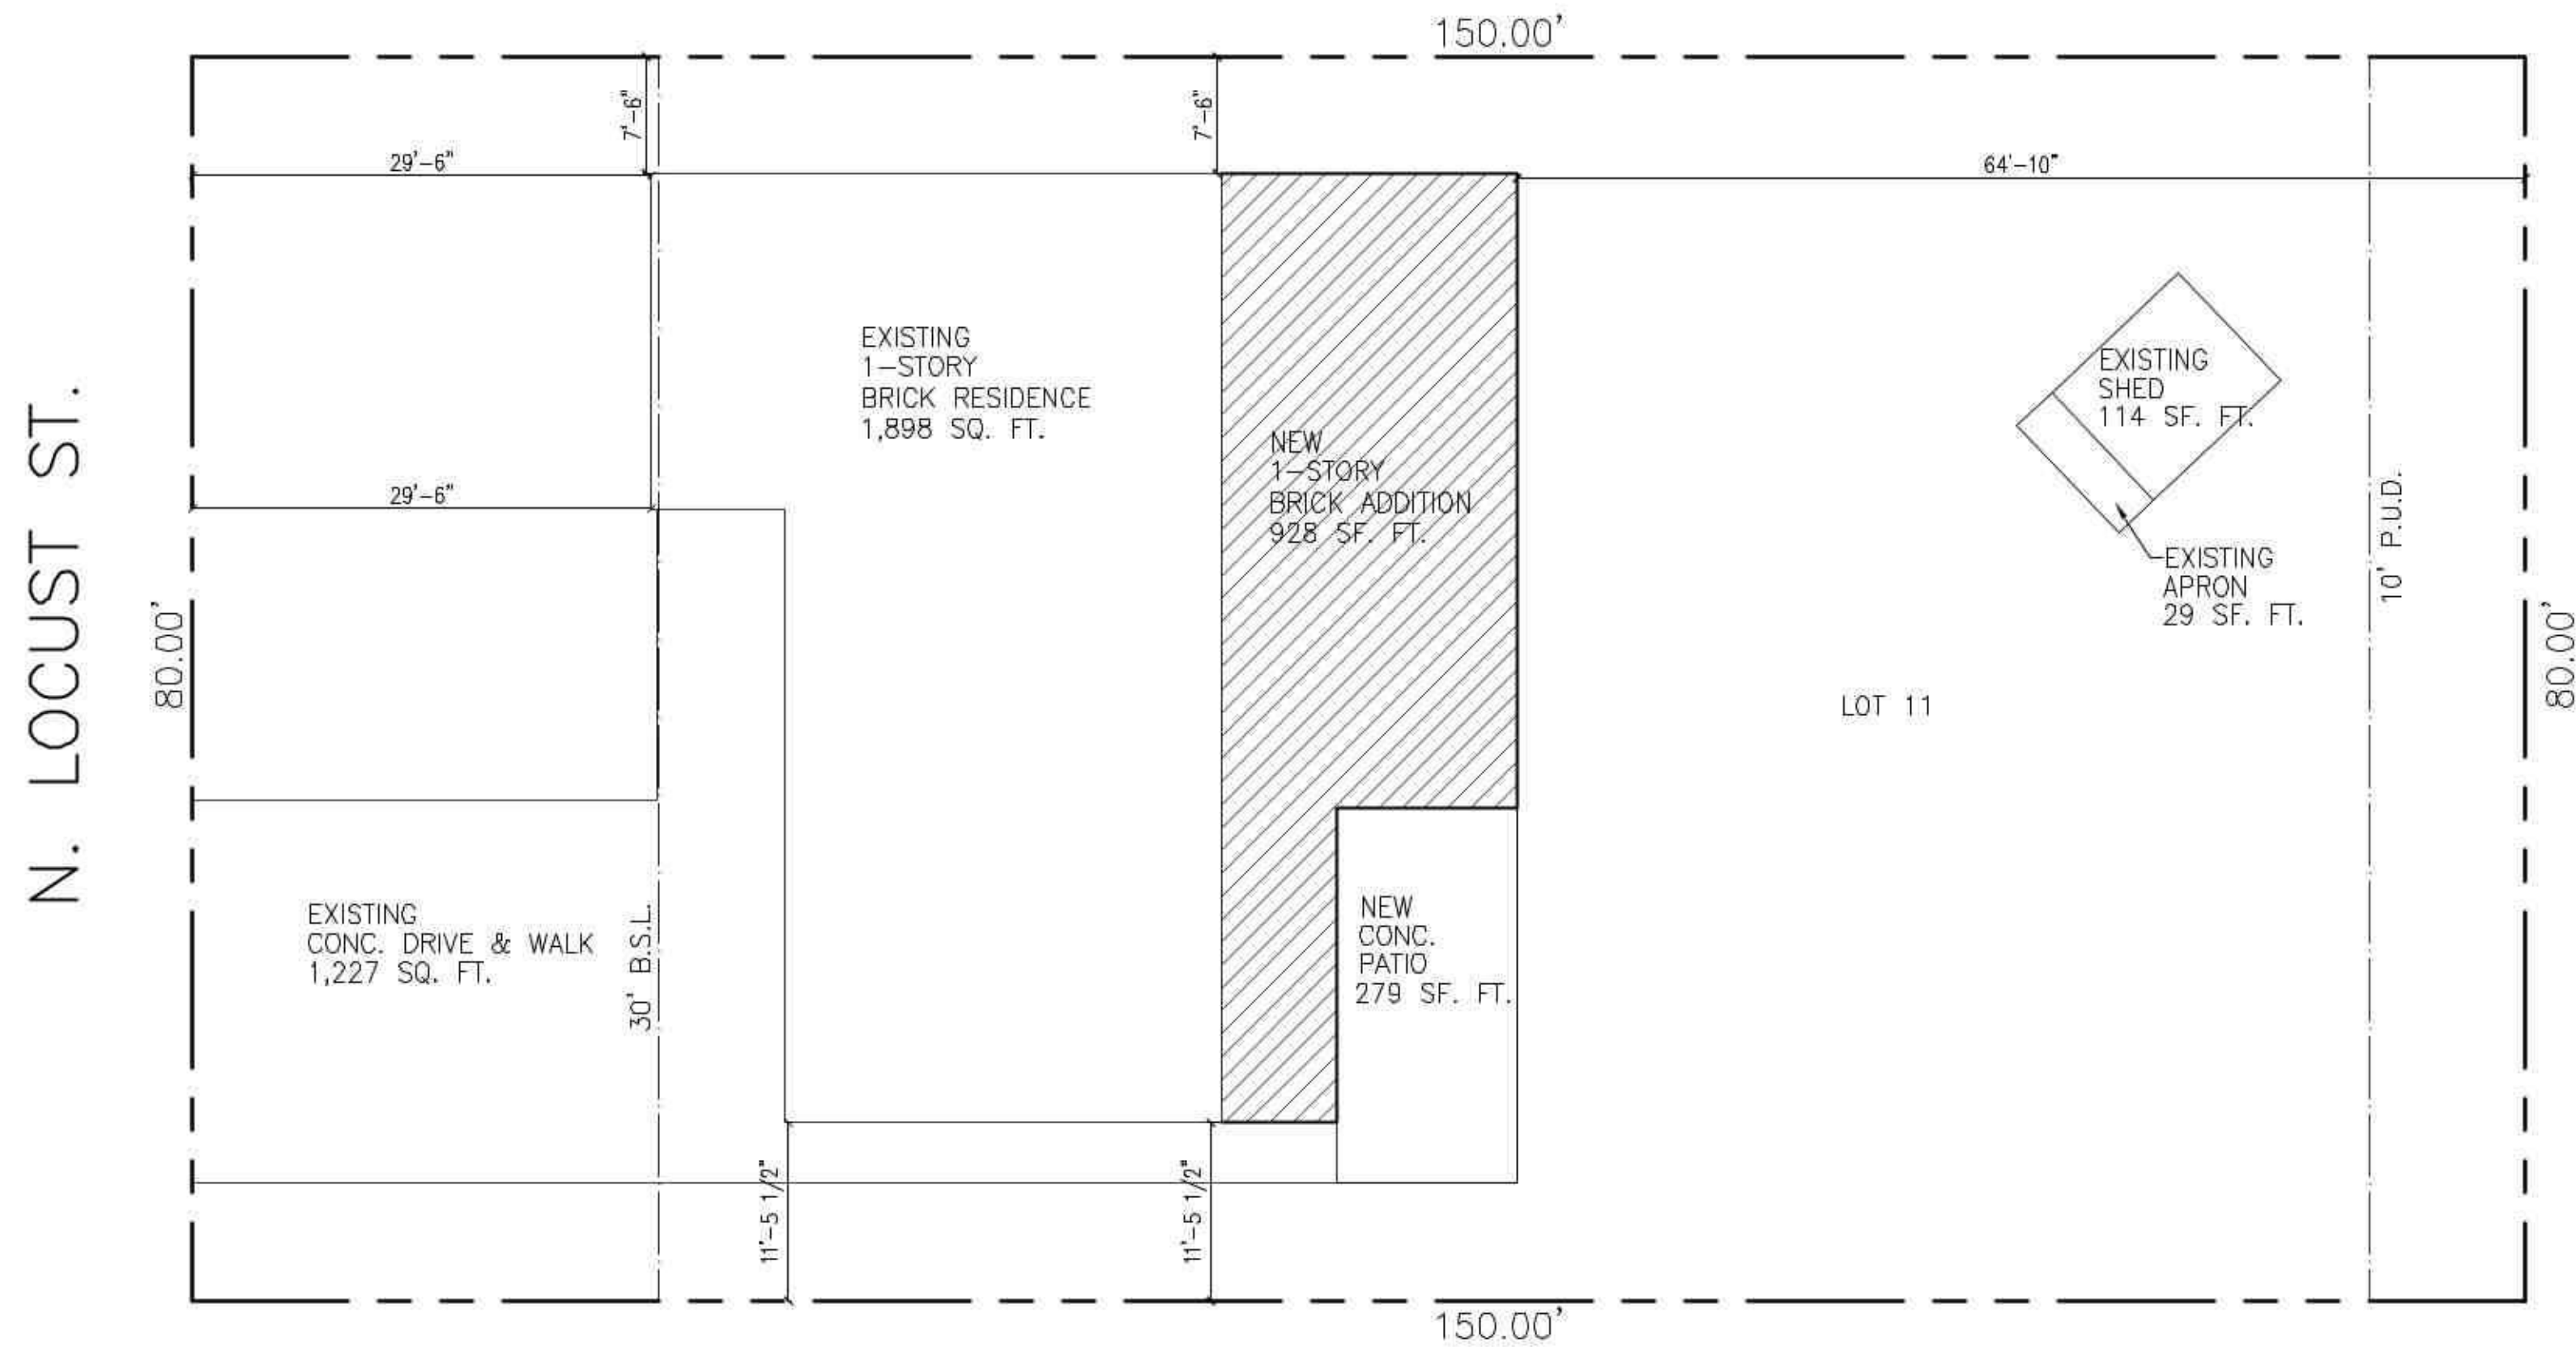 150.00'
7'-6"
7'-6"
29'-6"
64'-10"
EXISTING
1-STORY
BRICK RESIDENCE
1,898 SQ. FT.
EXISTING
SHED
114 SF. FT.
NEW
1-STORY
BRICK ADDITION
928 SF. FT.
29'-6"
10' P.U.D.
EXISTING
APRON
29 SF. FT.
N. LOCUST ST.
80.00'
80.00'
LOT 11
EXISTING
CONC. DRIVE & WALK
1,227 SQ. FT.
30' B.S.L.
NEW
CONC.
PATIO
279 SF. FT.
11'-5 1/2"
11'-5 1/2"
150.00'